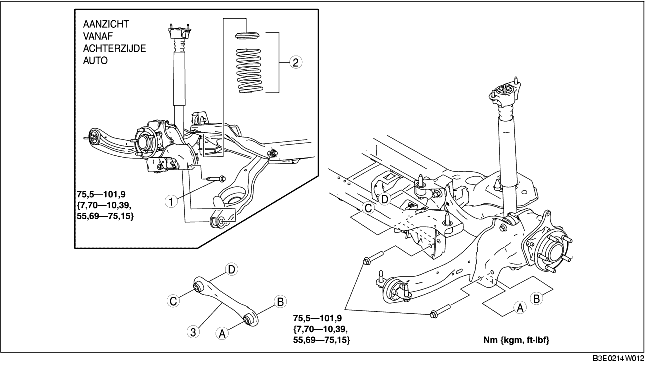 AANZICHT
VANAF
ACHTERZIJDE
AUTO
2
1
75,5—101,9
{7,70—10,39,
55,69—75,15}
D
C
D
C
B
A
3
A
B
75,5—101,9
{7,70—10,39,
55,69—75,15}
Nm {kgm, ft·lbf}
B3E0214W012